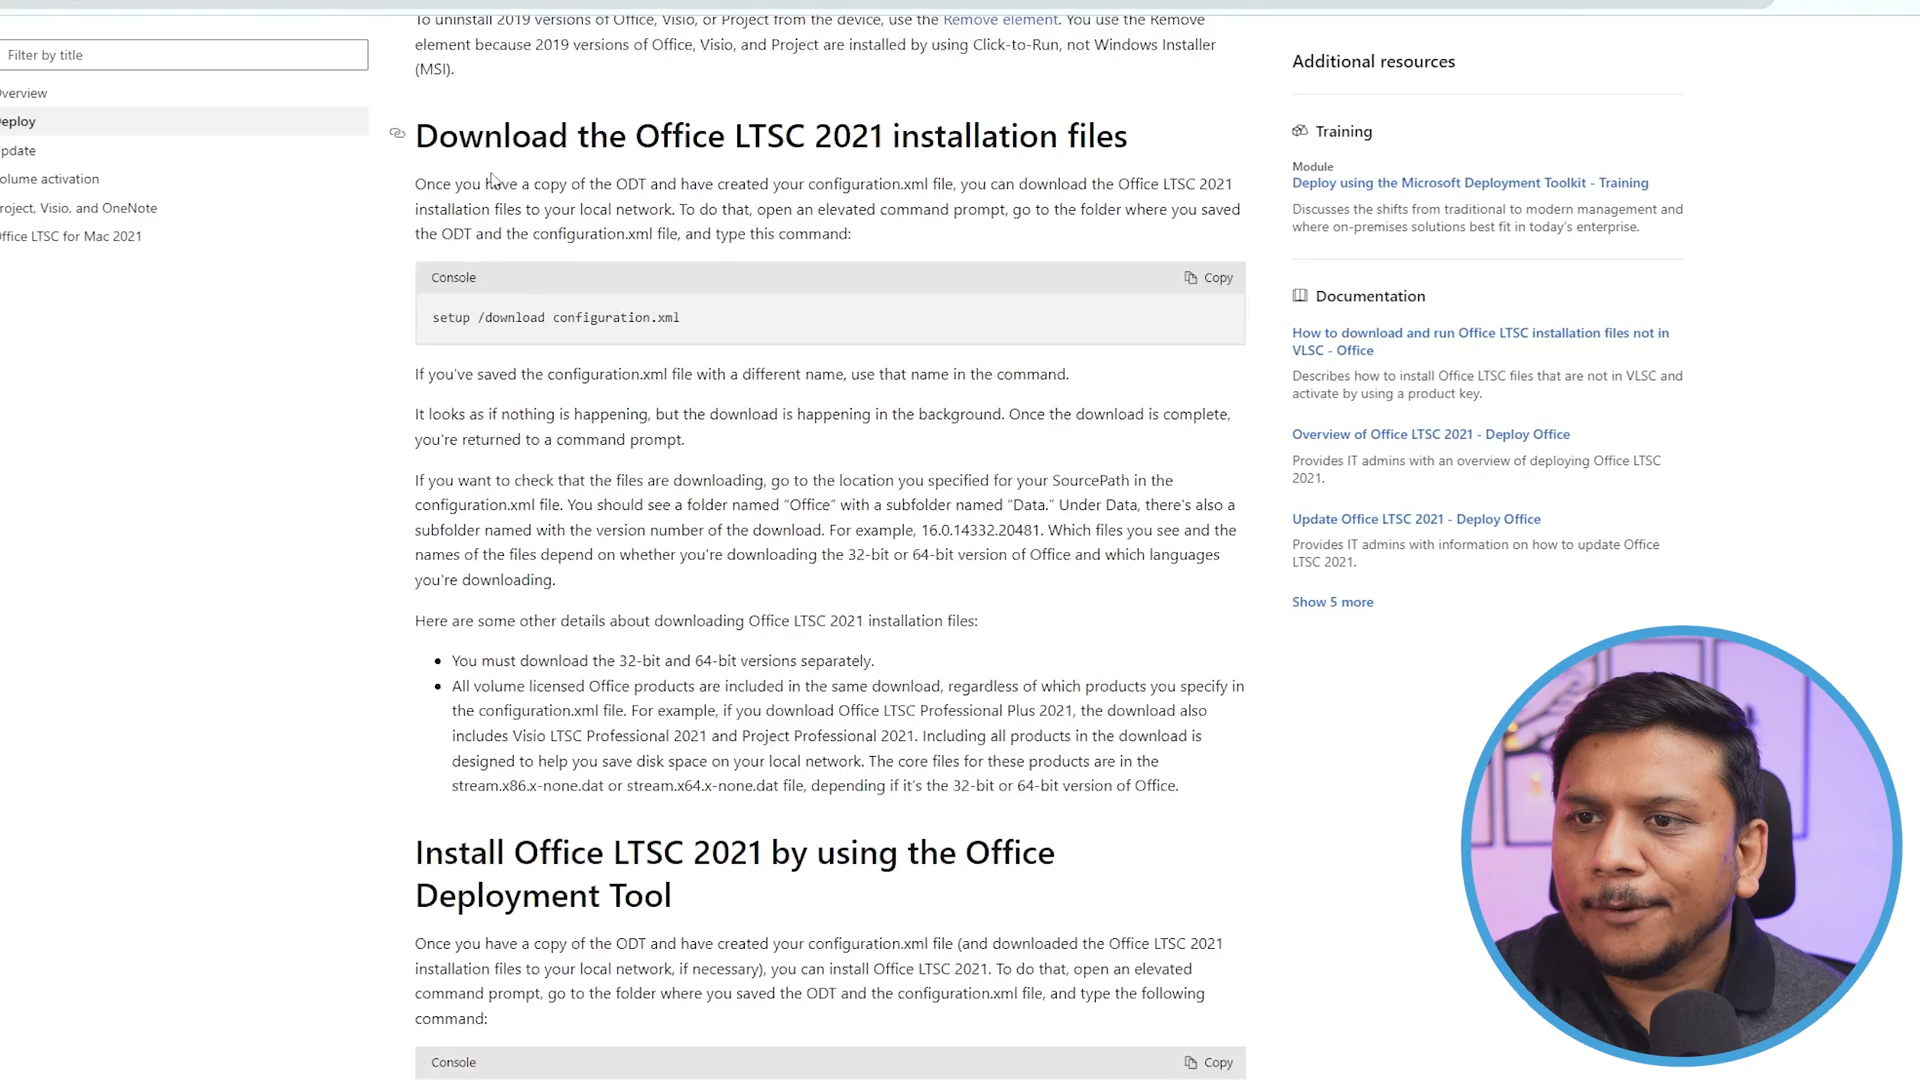 To uninstall 2019 versions of Office, Visio, or Project from the device, use the Remove element. You use the Remove
element because 2019 versions of Office, Visio, and Project are installed by using Click-to-Run, not Windows Installer
(MSI).
Filter by title
verview
eploy
pdate
olume activation
roject, Visio, and OneNote
ffice LTSC for Mac 2021
Download the Office LTSC 2021 installation files
Once you have a copy of the ODT and have created your configuration.xml file, you can download the Office LTSC 2021
installation files to your local network. To do that, open an elevated command prompt, go to the folder where you saved
the ODT and the configuration.xml file, and type this command:
Console
Copy
setup /download configuration.xml
If you've saved the configuration.xml file with a different name, use that name in the command.
It looks as if nothing is happening, but the download is happening in the background. Once the download is complete,
you're returned to a command prompt.
If you want to check that the files are downloading, go to the location you specified for your SourcePath in the
configuration.xml file. You should see a folder named “Office” with a subfolder named “Data.” Under Data, there's also a
subfolder named with the version number of the download. For example, 16.0.14332.20481. Which files you see and the
names of the files depend on whether you're downloading the 32-bit or 64-bit version of Office and which languages
you're downloading.
Here are some other details about downloading Office LTSC 2021 installation files:
• You must download the 32-bit and 64-bit versions separately.
• All volume licensed Office products are included in the same download, regardless of which products you specify in
the configuration.xml file. For example, if you download Office LTSC Professional Plus 2021, the download also
includes Visio LTSC Professional 2021 and Project Professional 2021. Including all products in the download is
designed to help you save disk space on your local network. The core files for these products are in the
stream.x86.x-none.dat or stream.x64.x-none.dat file, depending if it's the 32-bit or 64-bit version of Office.
Install Office LTSC 2021 by using the Office
Deployment Tool
Once you have a copy of the ODT and have created your configuration.xml file (and downloaded the Office LTSC 2021
installation files to your local network, if necessary), you can install Office LTSC 2021. To do that, open an elevated
command prompt, go to the folder where you saved the ODT and the configuration.xml file, and type the following
command:
Console
Copy
Additional resources
Training
Module
Deploy using the Microsoft Deployment Toolkit - Training
Discusses the shifts from traditional to modern management and
where on-premises solutions best fit in today's enterprise.
Documentation
How to download and run Office LTSC installation files not in
VLSC - Office
Describes how to install Office LTSC files that are not in VLSC and
activate by using a product key.
Overview of Office LTSC 2021 - Deploy Office
Provides IT admins with an overview of deploying Office LTSC
2021.
Update Office LTSC 2021 - Deploy Office
Provides IT admins with information on how to update Office
LTSC 2021.
Show 5 more